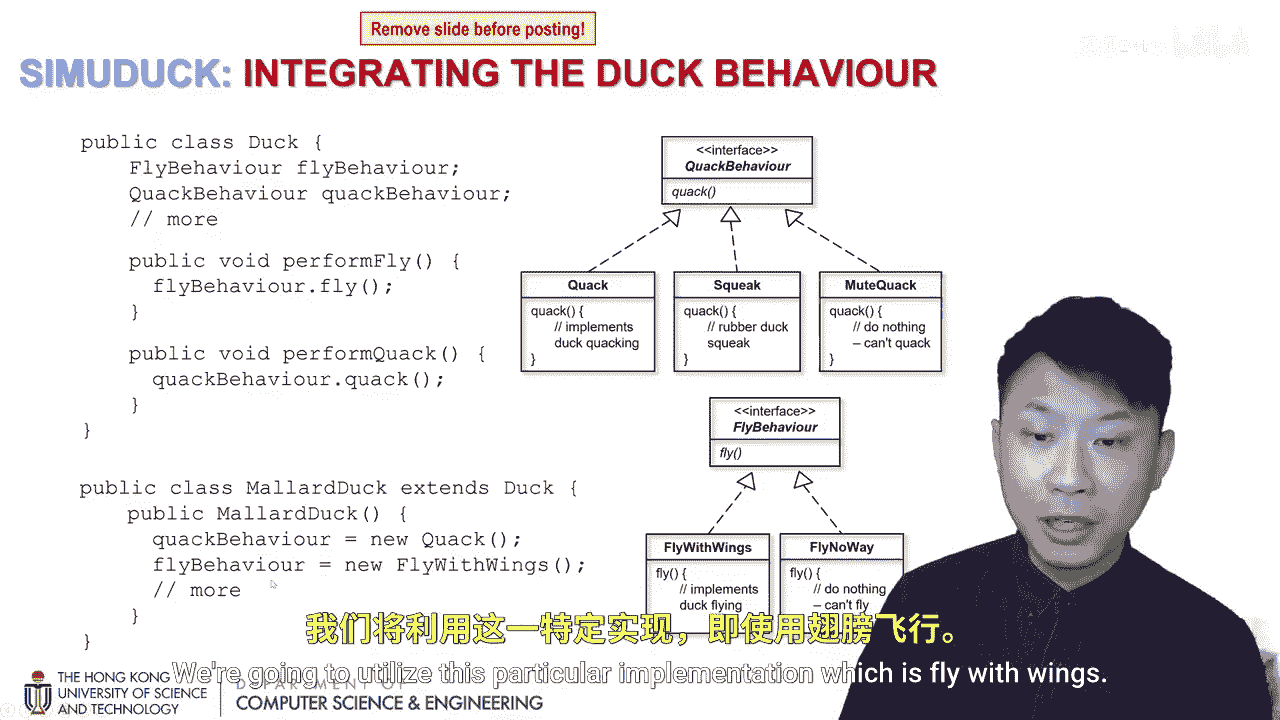 Remove slide before posting!
SIMUDUCK: INTEGRATING THE DUCK BEHAVIOUR
public class Duck {
FlyBehaviour flyBehaviour;
QuackBehaviour quackBehaviour;
// more
public void performFly() {
flyBehaviour.fly();
}
public void performQuack() {
quackBehaviour.quack();
}
}
public class MallardDuck extends Duck {
public MallardDuck() {
quackBehaviour = new Quack();
flyBehaviour = new FlyWithWings();
// more
}
}
<<interface>>
QuackBehaviour
quack()
Quack
quack() {
// implements
duck quacking
}
Squeak
quack() {
// rubber duck
squeak
}
MuteQuack
quack() {
// do nothing
– can't quack
}
<<interface>>
FlyBehaviour
fly()
FlyWithWings
fly() {
// implements
duck flying
FlyNoWay
fly() {
// do nothing
– can't fly
我们将利用这一特定实现，即使用翅膀飞行。
We're going to utilize this particular implementation which is fly with wings.
THE HONG KONG
UNIVERSITY OF SCIENCE
AND TECHNOLOGY
DEPARTMENT OF
COMPUTER SCIENCE & ENGINEERING